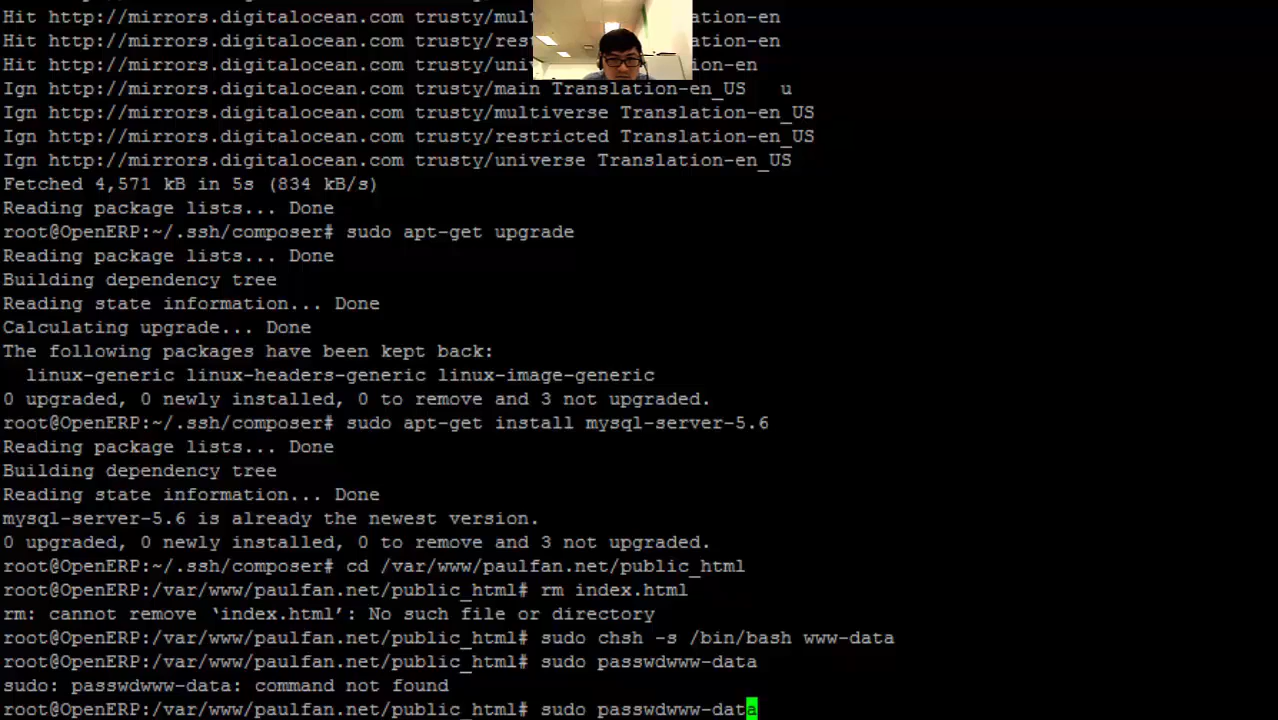 Hit http://mirrors.digitalocean.com trusty/mul ation-en
Hit http://mirrors.digitalocean.com trusty/res ation-en
Hit http://mirrors.digitalocean.com trusty/uni -en
Ign http://mirrors.digitalocean.com trusty/main Translation-en_US u
Ign http://mirrors.digitalocean.com trusty/multiverse Translation-en_US
Ign http://mirrors.digitalocean.com trusty/restricted Translation-en_US
Ign http://mirrors.digitalocean.com trusty/universe Translation-en_US
Fetched 4,571 kB in 5s (834 kB/s)
Reading package lists... Done
root@OpenERP:~/.ssh/composer# sudo apt-get upgrade
Reading package lists... Done
Building dependency tree
Reading state information... Done
Calculating upgrade... Done
The following packages have been kept back:
linux-generic linux-headers-generic linux-image-generic
0 upgraded, 0 newly installed, 0 to remove and 3 not upgraded.
root@OpenERP:~/.ssh/composer# sudo apt-get install mysql-server-5.6
Reading package lists... Done
Building dependency tree
Reading state information... Done
mysql-server-5.6 is already the newest version.
0 upgraded, 0 newly installed, 0 to remove and 3 not upgraded.
root@OpenERP:~/.ssh/composer# cd /var/www/paulfan.net/public_html
root@OpenERP:/var/www/paulfan.net/public_html# rm index.html
rm: cannot remove ‘index.html’: No such file or directory
root@OpenERP:/var/www/paulfan.net/public_html# sudo chsh -s /bin/bash www-data
root@OpenERP:/var/www/paulfan.net/public_html# sudo passwdwww-data
sudo: passwdwww-data: command not found
root@OpenERP:/var/www/paulfan.net/public_html# sudo passwdwww-data